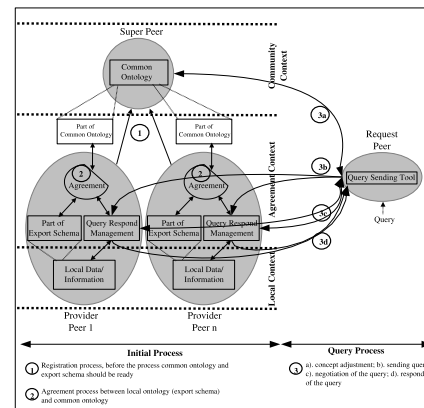 Super Peer
Common
Ontology
Community
Context
Part of
Common Ontology
Part of
Common Ontology
1
3a
Request
Peer
2
Agreement
2
Agreement
Agreement Context
3b
Query Sending Tool
Part of
Export Schema
Query Respond
Management
Part of
Export Schema
Query Respond
Management
3c
Query
3d
Local Data/
Information
Local Data/
Information
Local Context
Provider
Peer 1
Provider
Peer n
Initial Process
Query Process
1 Registration process, before the process common ontology and
export schema should be ready
2 Agreement process between local ontology (export schema)
and common ontology
3 a). concept adjustment; b). sending quer
c). negotiation of the query; d). respond
of the query